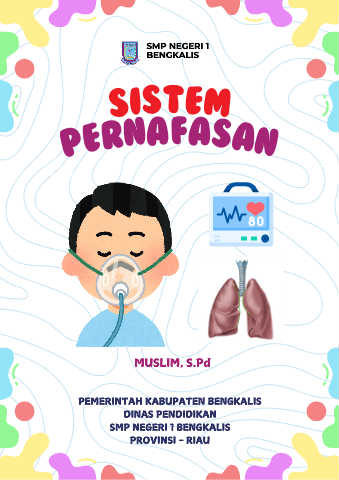 SMP NEGERI 1
BENGKALIS
SISTEM
PERNAFASAN
80
MUSLIM, S.Pd
PEMERINTAH KABUPATEN BENGKALIS
DINAS PENDIDIKAN
SMP NEGERI 1 BENGKALIS
PROVINSI - RIAU